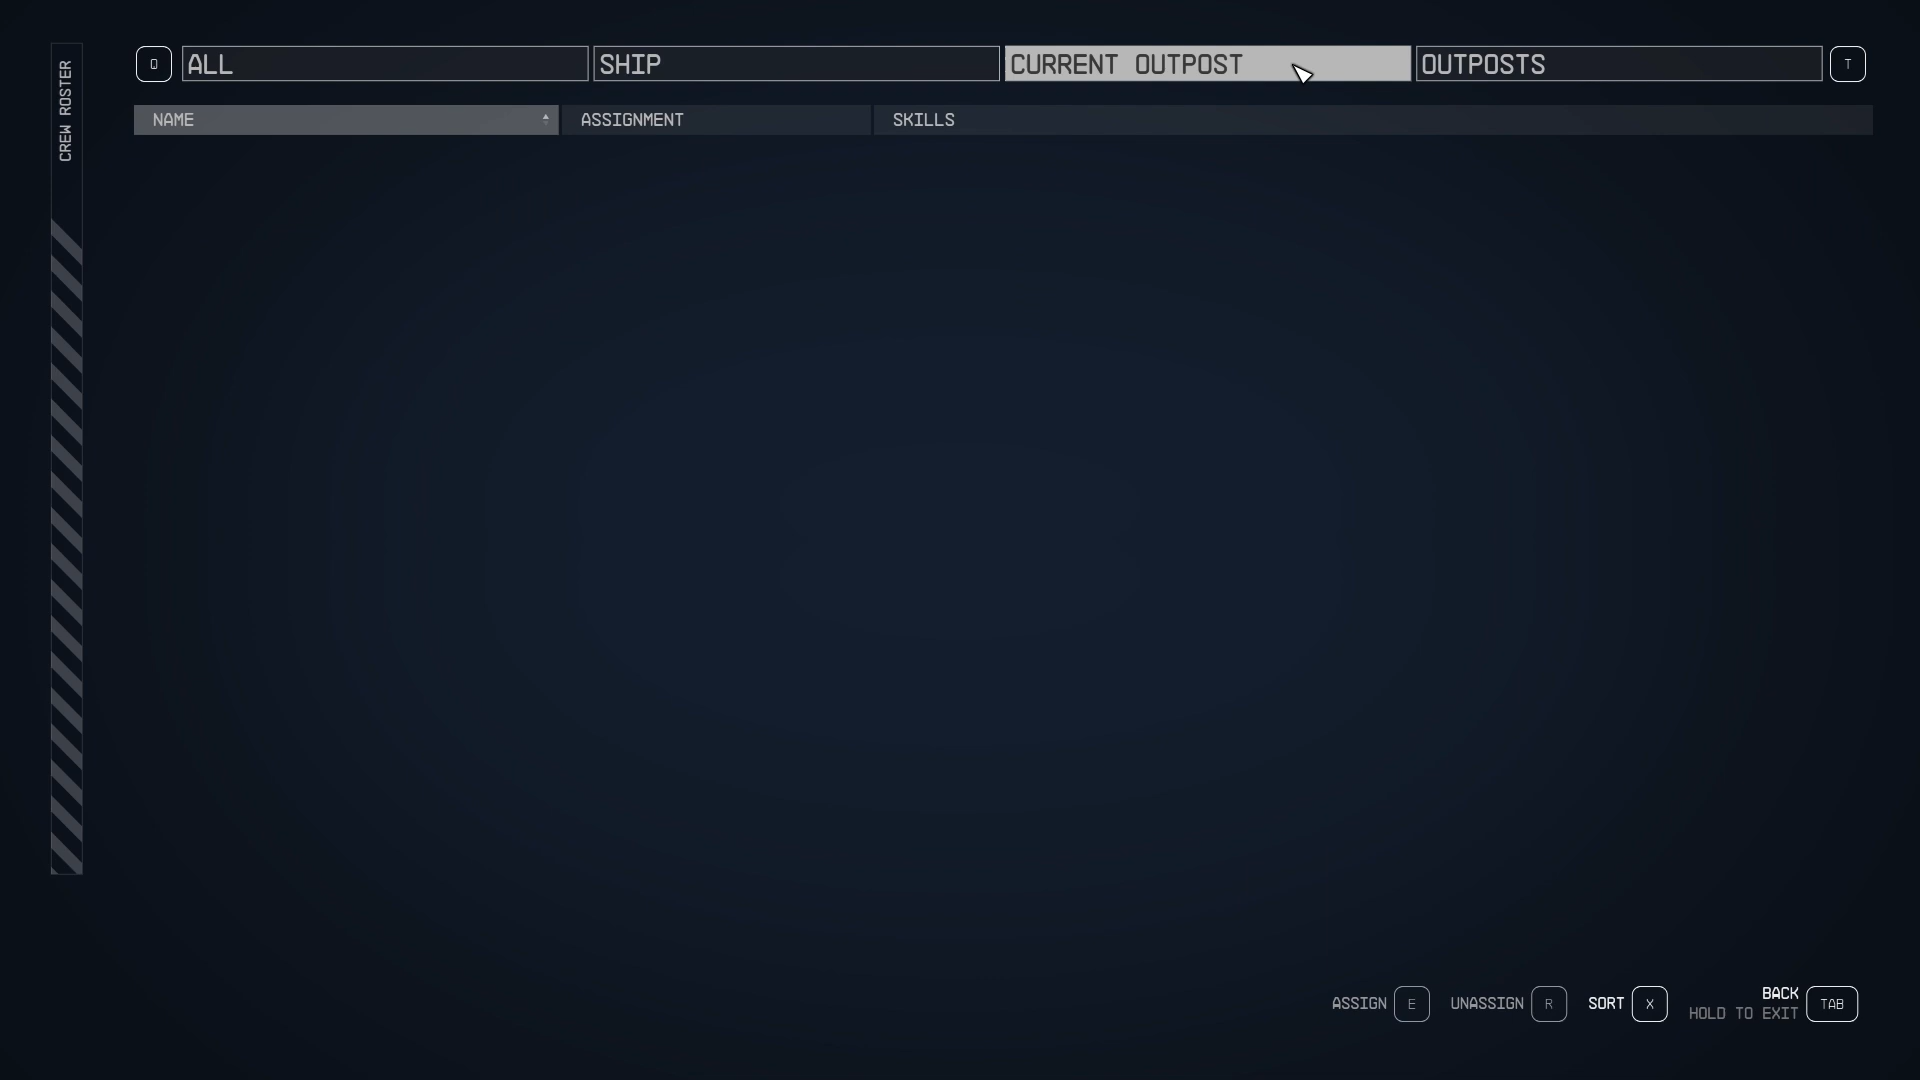 CREW ROSTER
Q
ALL
SHIP
CURRENT OUTPOST
OUTPOSTS
T
NAME
ASSIGNMENT
SKILLS
ASSIGN E
UNASSIGN R
SORT X
BACK
HOLD TO EXIT
TAB